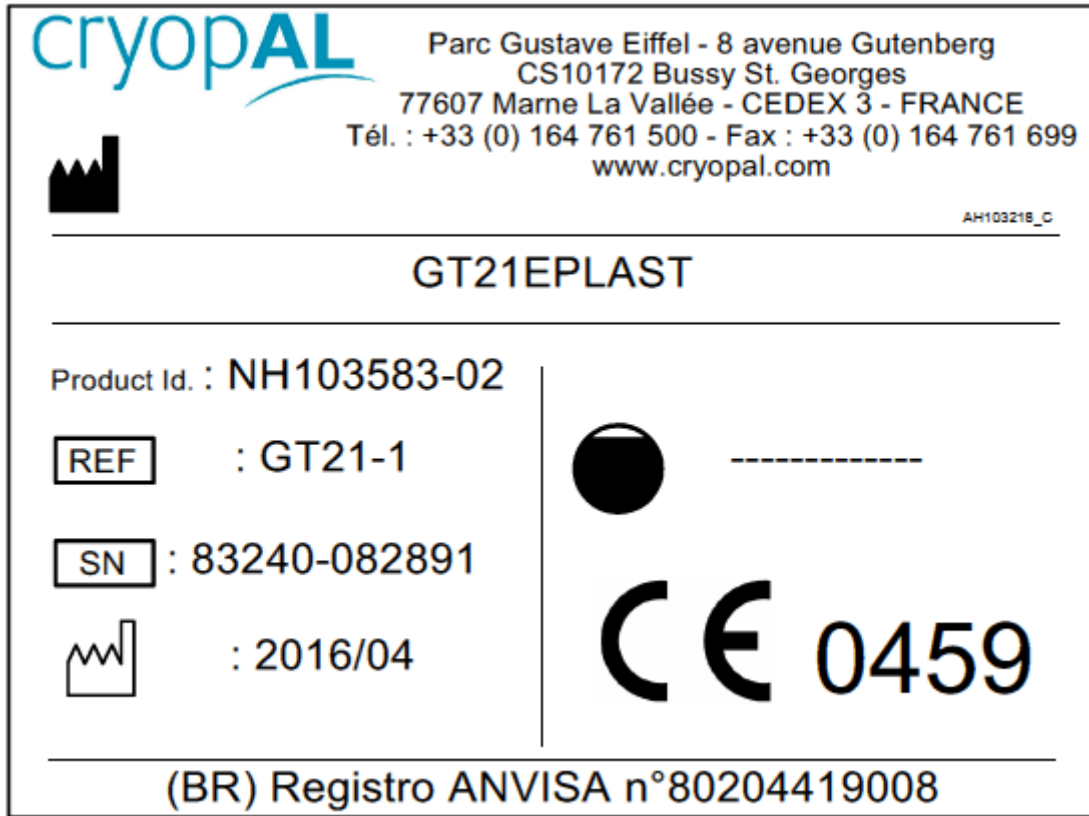 cryopAL
Parc Gustave Eiffel - 8 avenue Gutenberg
CS10172 Bussy St. Georges
77607 Marne La Vallée - CEDEX 3 - FRANCE
Tél. : +33 (0) 164 761 500 - Fax : +33 (0) 164 761 699
www.cryopal.com
AH103218_C
GT21EPLAST
Product Id. : NH103583-02
REF : GT21-1
-------------
SN : 83240-082891
: 2016/04
CE 0459
(BR) Registro ANVISA n°80204419008